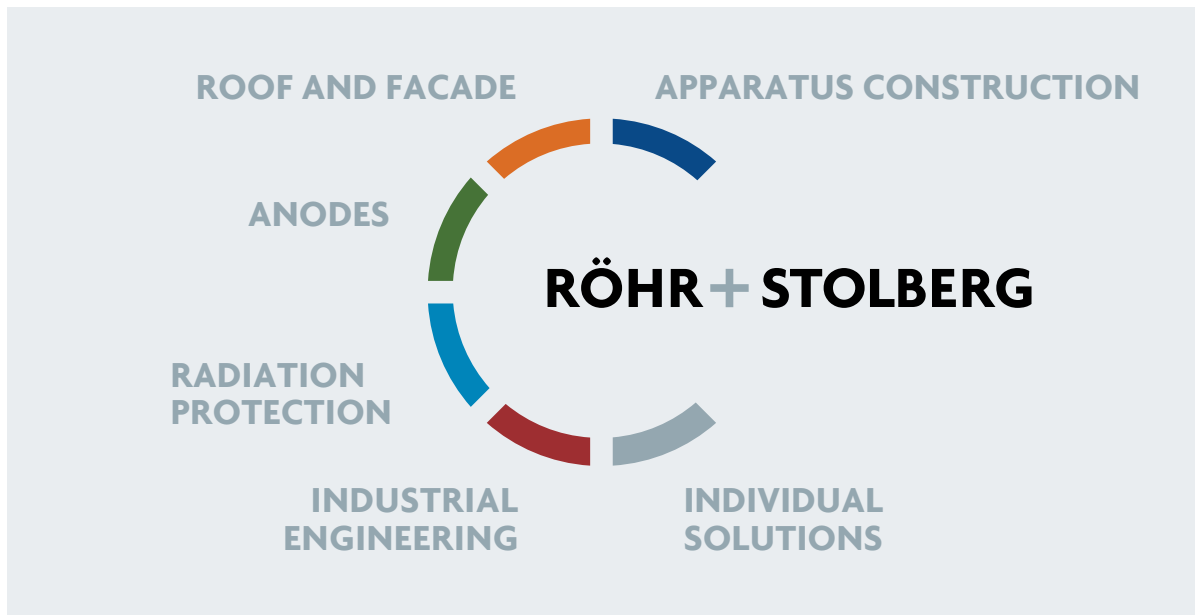 ROOF AND FACADE
APPARATUS CONSTRUCTION
ANODES
RÖHR+STOLBERG
RADIATION
PROTECTION
INDUSTRIAL
ENGINEERING
INDIVIDUAL
SOLUTIONS